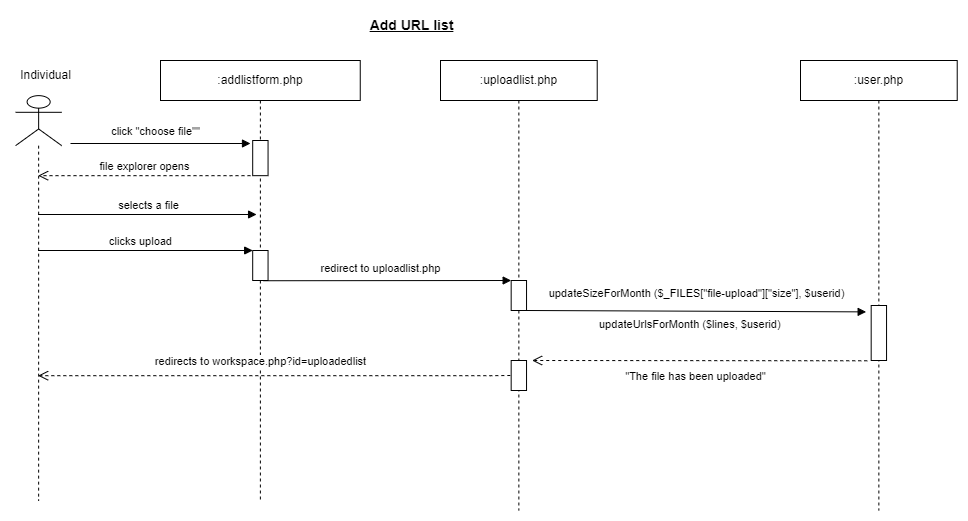 Add URL list
Individual
:addlistform.php
:uploadlist.php
:user.php
click "choose file""
file explorer opens
selects a file
clicks upload
redirect to uploadlist.php
updateSizeForMonth ($_FILES["file-upload"]["size"], $userid)
updateUrlsForMonth ($lines, $userid)
redirects to workspace.php?id=uploadedlist
"The file has been uploaded"